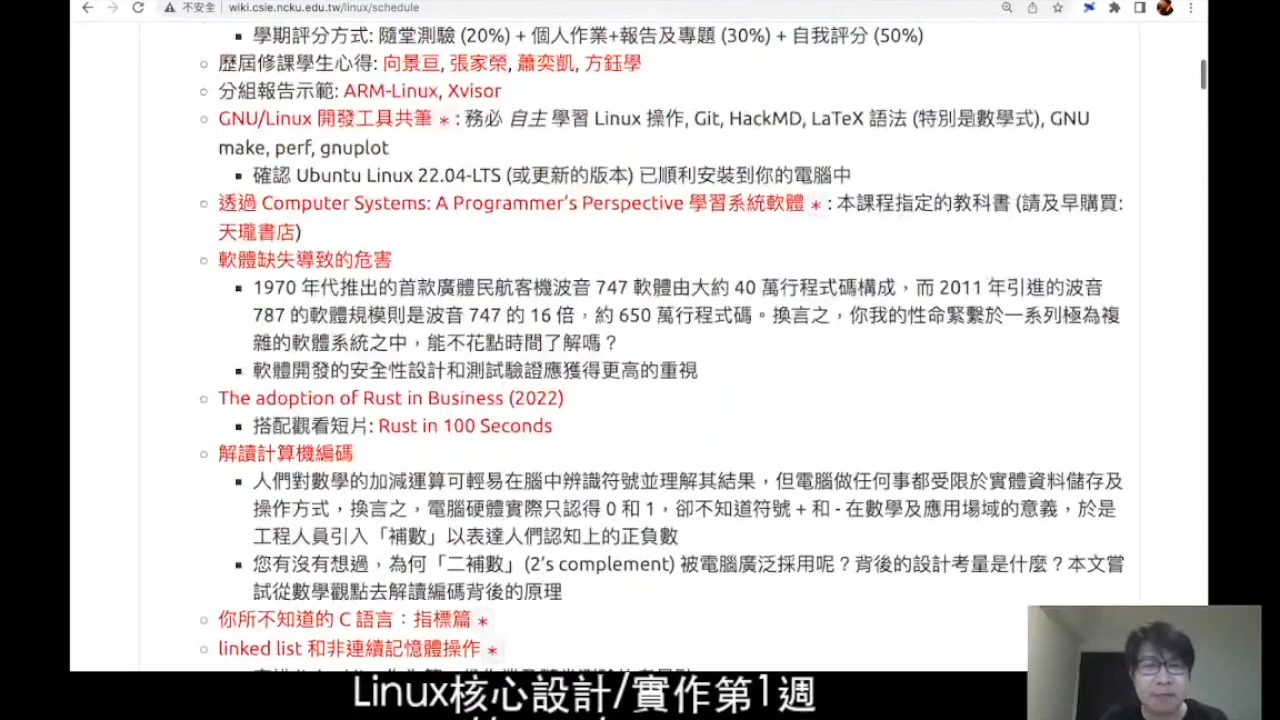 不安全 wiki.csie.ncku.edu.tw/linux/schedule
學期評分方式: 隨堂測驗 (20%) + 個人作業+報告及專題 (30%) + 自我評分 (50%)
歷屆修課學生心得: 向景亘, 張家榮, 蕭奕凱, 方鈺學
分組報告示範: ARM-Linux, Xvisor
GNU/Linux 開發工具共筆 * : 務必 自主 學習 Linux 操作, Git, HackMD, LaTeX 語法 (特別是數學式), GNU
make, perf, gnuplot
確認 Ubuntu Linux 22.04-LTS (或更新的版本) 已順利安裝到你的電腦中
透過 Computer Systems: A Programmer's Perspective 學習系統軟體 * : 本課程指定的教科書 (請及早購買:
天瓏書店)
軟體缺失導致的危害
1970 年代推出的首款廣體民航客機波音 747 軟體由大約 40 萬行程式碼構成，而 2011 年引進的波音
787 的軟體規模則是波音 747 的 16 倍，約 650 萬行程式碼。換言之，你我的性命緊繫於一系列極為複
雜的軟體系統之中，能不花點時間了解嗎？
軟體開發的安全性設計和測試驗證應獲得更高的重視
The adoption of Rust in Business (2022)
搭配觀看短片: Rust in 100 Seconds
解讀計算機編碼
人們對數學的加減運算可輕易在腦中辨識符號並理解其結果，但電腦做任何事都受限於實體資料儲存及
操作方式，換言之，電腦硬體實際只認得 0 和 1，卻不知道符號 + 和 - 在數學及應用場域的意義，於是
工程人員引入「補數」以表達人們認知上的正負數
您有沒有想過，為何「二補數」(2's complement) 被電腦廣泛採用呢？背後的設計考量是什麼？本文嘗
試從數學觀點去解讀編碼背後的原理
你所不知道的 C 語言：指標篇 *
linked list 和非連續記憶體操作 *
Linux核心設計/實作第1週